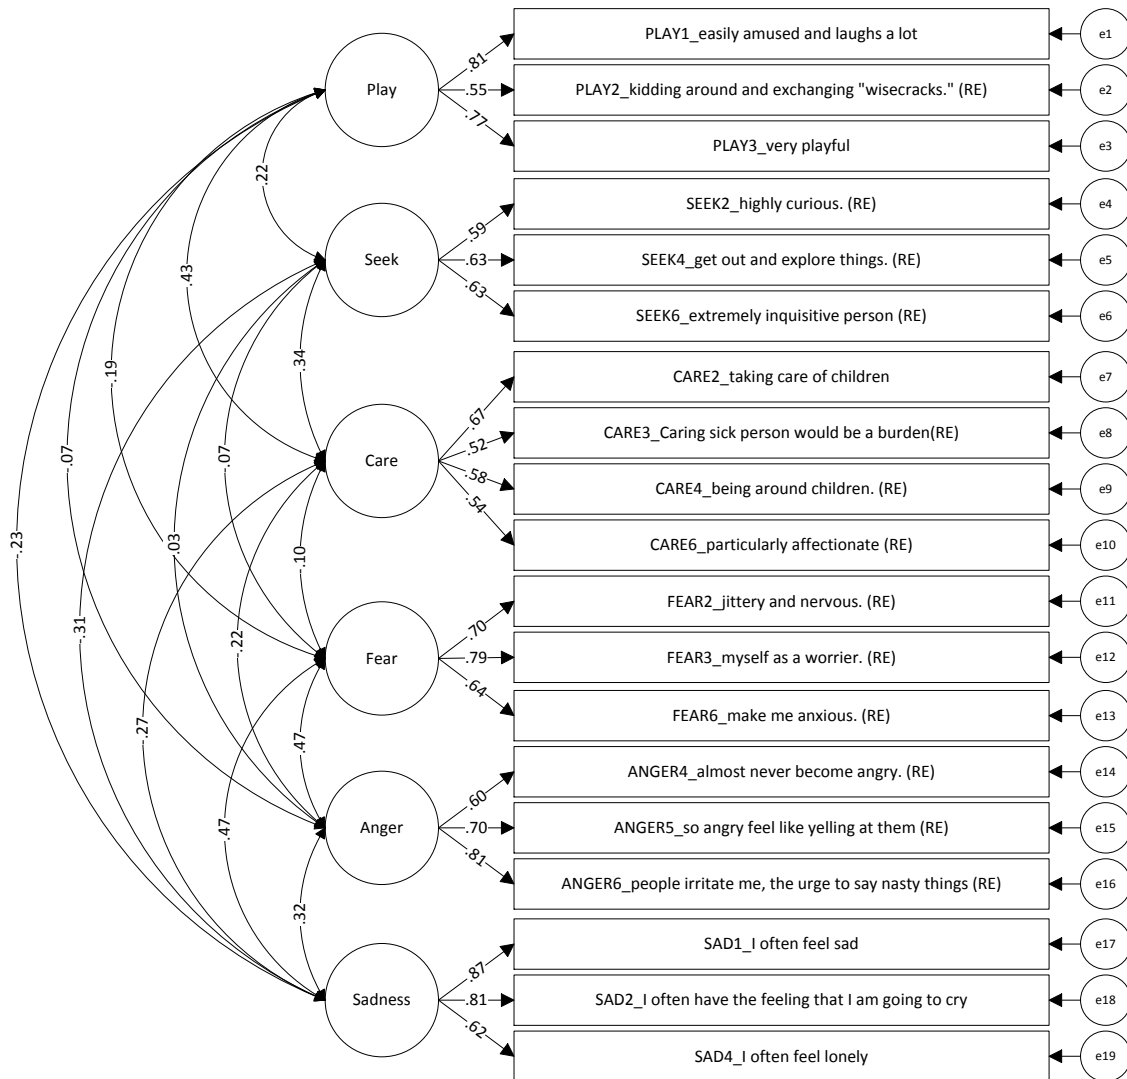 Play
.81
.55
.77
PLAY1_easily amused and laughs a lot
e1
PLAY2_kidding around and exchanging "wisecracks." (RE)
e2
PLAY3_very playful
e3
.22
Seek
.59
.63
.63
SEEK2_highly curious. (RE)
e4
SEEK4_get out and explore things. (RE)
e5
SEEK6_extremely inquisitive person (RE)
e6
.43
.34
-.19
Care
.67
.52
.58
.54
CARE2_taking care of children
e7
CARE3_Caring sick person would be a burden(RE)
e8
CARE4_being around children. (RE)
e9
CARE6_particularly affectionate (RE)
e10
.07
.07
-.23
.03
-.10
Fear
.70
.79
.64
FEAR2_jittery and nervous. (RE)
e11
FEAR3_myself as a worrier. (RE)
e12
FEAR6_make me anxious. (RE)
e13
-.31
-.22
-.27
.47
Anger
.60
.70
.81
ANGER4_almost never become angry. (RE)
e14
ANGER5_so angry feel like yelling at them (RE)
e15
ANGER6_people irritate me, the urge to say nasty things (RE)
e16
.47
.32
Sadness
.87
.81
.62
SAD1_I often feel sad
e17
SAD2_I often have the feeling that I am going to cry
e18
SAD4_I often feel lonely
e19